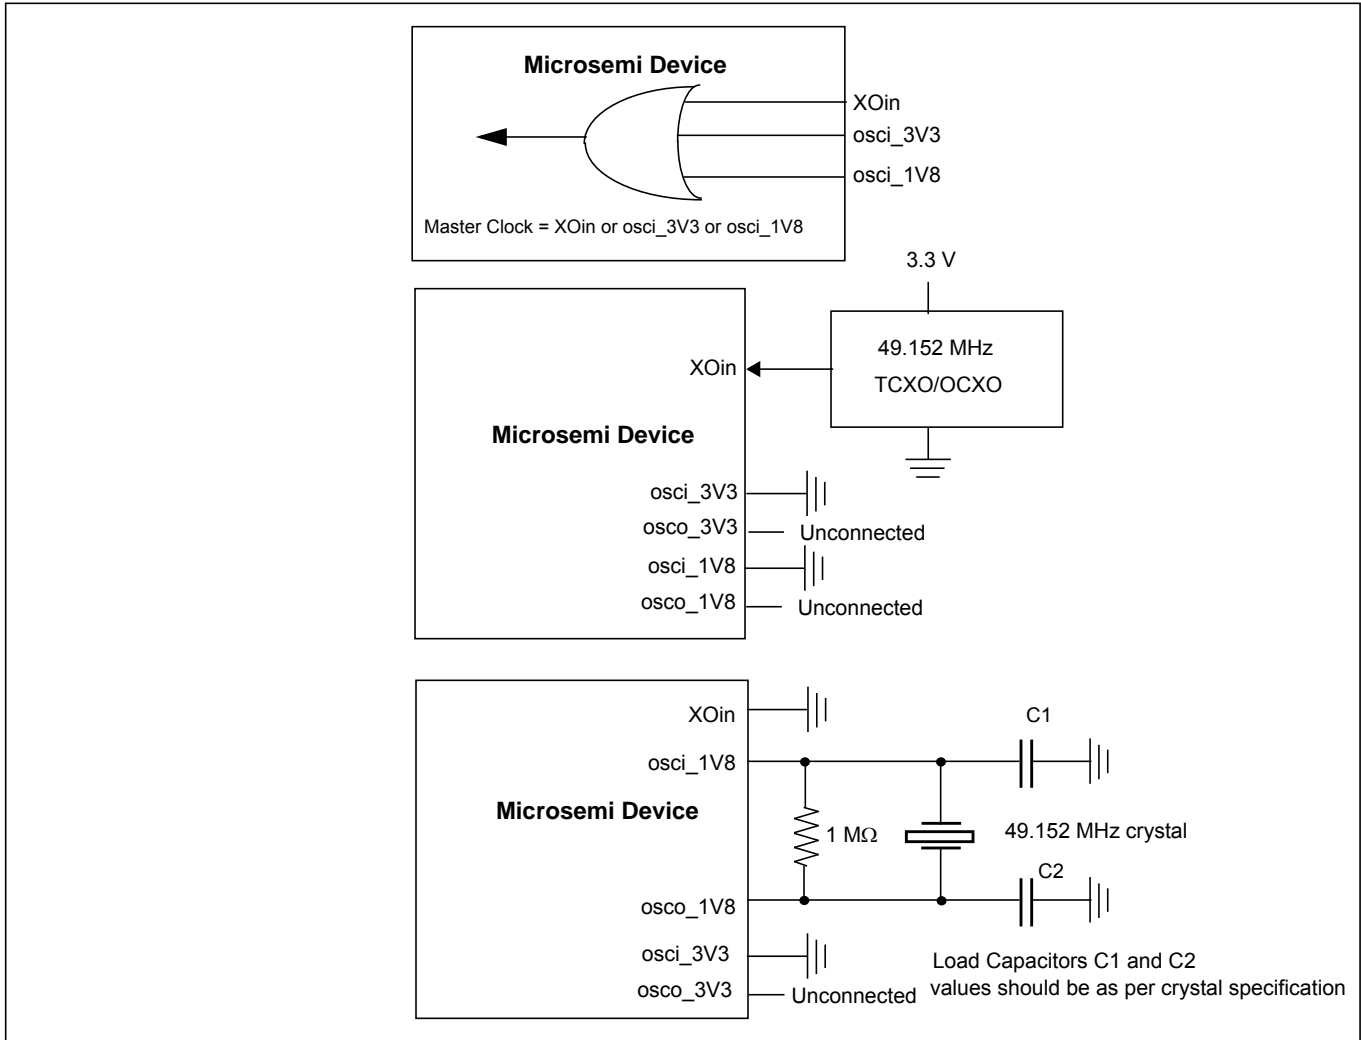 Microsemi Device
XOin
osci_3V3
osci_1V8
Master Clock = XOin or osci_3V3 or osci_1V8
3.3 V
49.152 MHz
TCXO/OCXO
XOin
Microsemi Device
osci_3V3
osco_3V3
Unconnected
osci_1V8
osco_1V8
Unconnected
XOin
C1
osci_1V8
Microsemi Device
1 MΩ
49.152 MHz crystal
C2
osco_1V8
osci_3V3
osco_3V3
Unconnected
Load Capacitors C1 and C2
values should be as per crystal specification